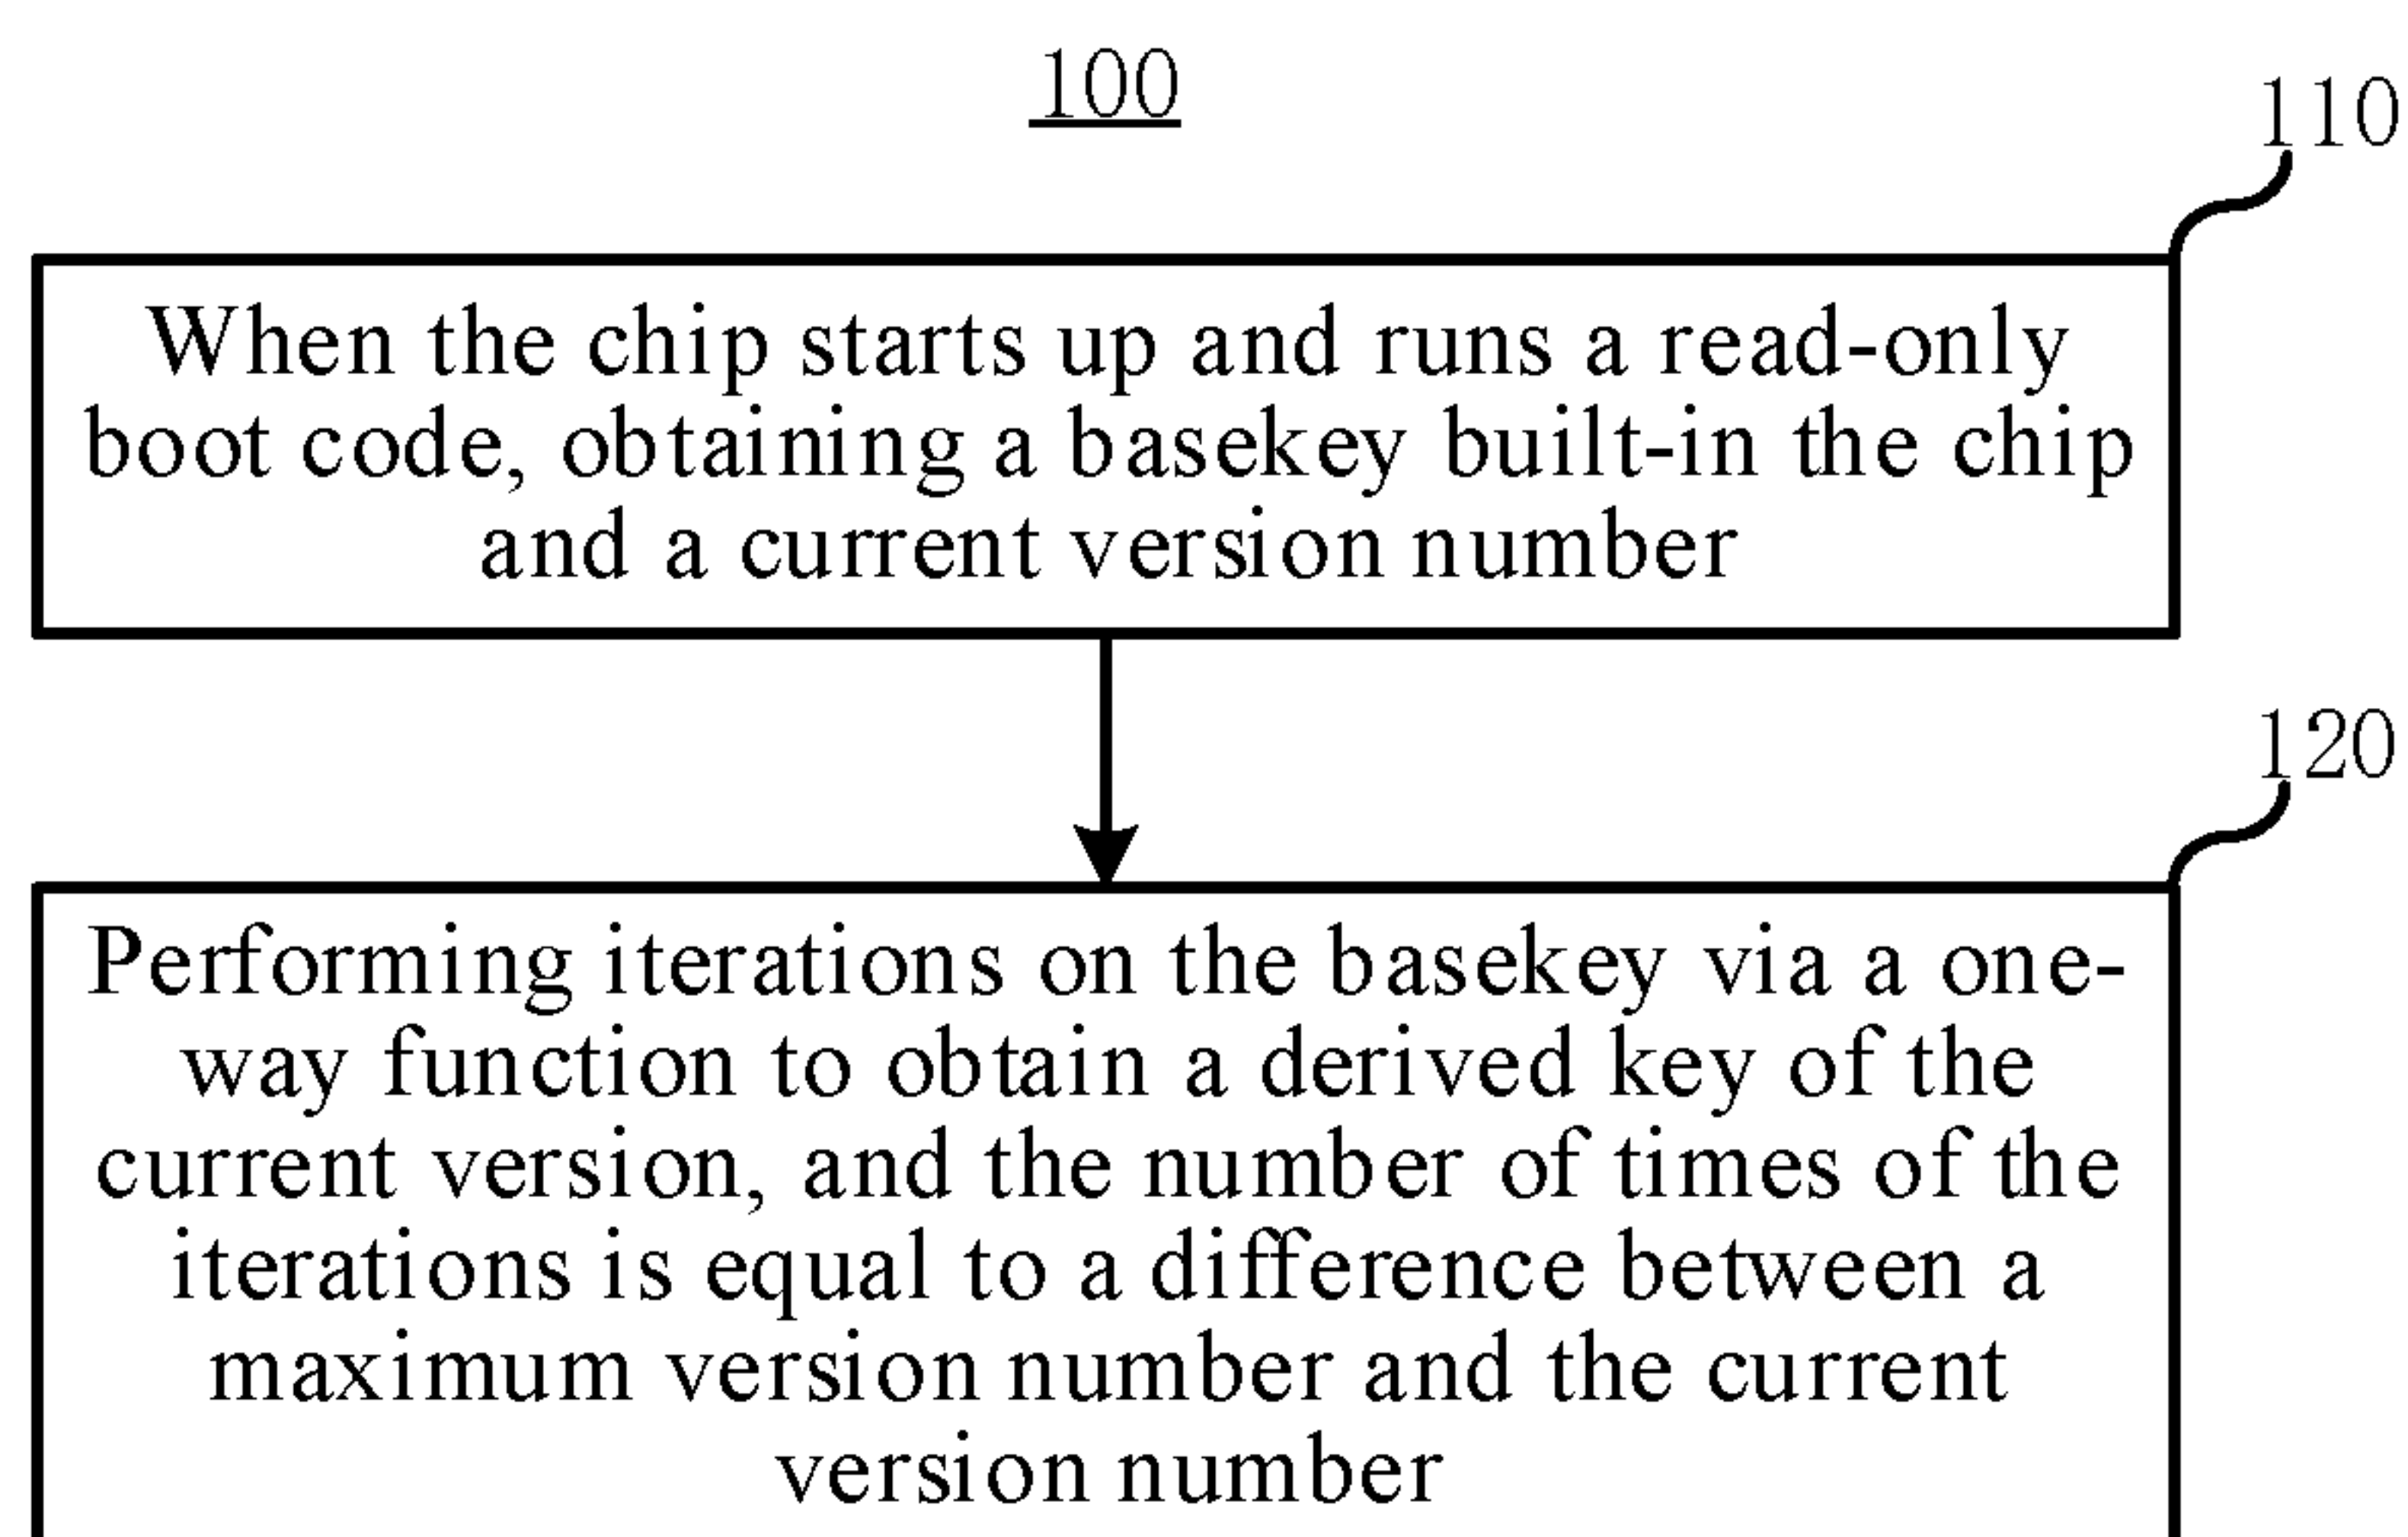 100
110
When the chip starts up and runs a read-only
boot code, obtaining a basekey built-in the chip
and a current version number
120
Performing iterations on the basekey via a one-
way function to obtain a derived key of the
current version, and the number of times of the
iterations is equal to a difference between a
maximum version number and the current
version number